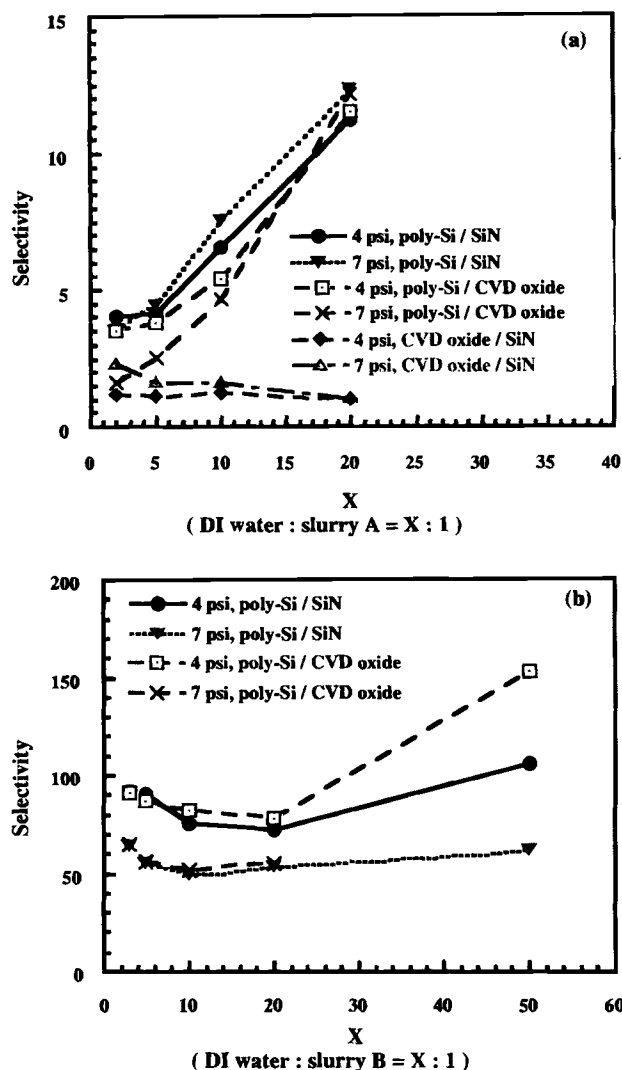 15
(a)
10
Selectivity
4 psi, poly-Si / SiN
7 psi, poly-Si / SiN
4 psi, poly-Si / CVD oxide
7 psi, poly-Si / CVD oxide
4 psi, CVD oxide / SiN
7 psi, CVD oxide / SiN
5
0
0 5 10 15 20 25 30 35 40
X
( DI water : slurry A = X : 1 )
200
(b)
4 psi, poly-Si / SiN
7 psi, poly-Si / SiN
4 psi, poly-Si / CVD oxide
7 psi, poly-Si / CVD oxide
150
Selectivity
100
50
0
0 10 20 30 40 50 60
X
( DI water : slurry B = X : 1 )